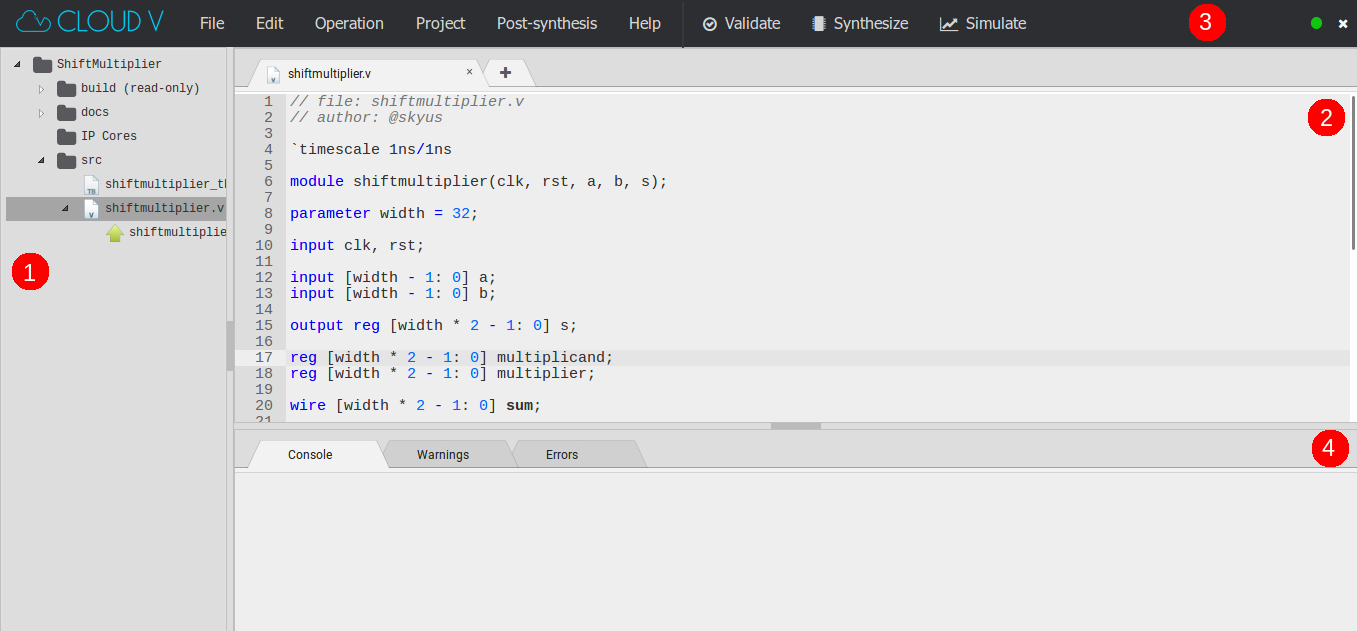 CLOUD V File Edit Operation Project Post-synthesis Help Validate Synthesize Simulate 3
ShiftMultiplier
build (read-only)
docs
IP Cores
src
shiftmultiplier_t
shiftmultiplier.v
shiftmultiplie
1
shiftmultiplier.v × +
1 // file: shiftmultiplier.v
2 // author: @skyus
3
4 `timescale 1ns/1ns
5
6 module shiftmultiplier(clk, rst, a, b, s);
7
8 parameter width = 32;
9
10 input clk, rst;
11
12 input [width - 1: 0] a;
13 input [width - 1: 0] b;
14
15 output reg [width * 2 - 1: 0] s;
16
17 reg [width * 2 - 1: 0] multiplicand;
18 reg [width * 2 - 1: 0] multiplier;
19
20 wire [width * 2 - 1: 0] sum;
21
2
Console Warnings Errors 4